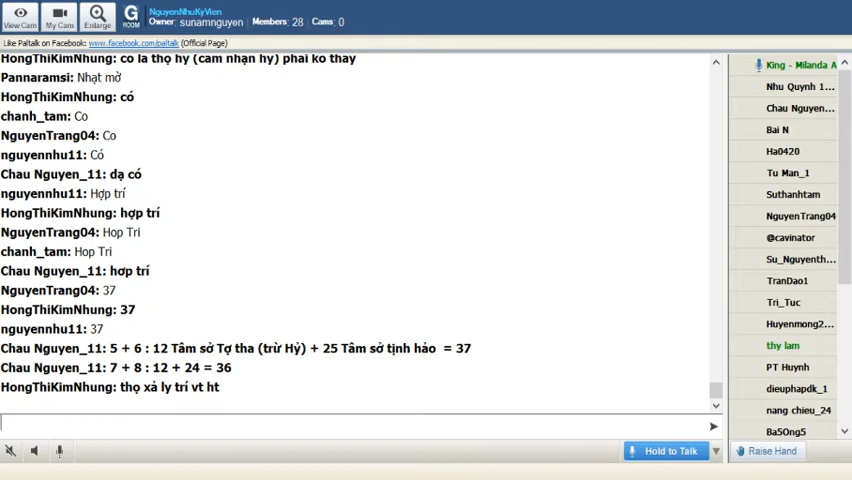 View Cam
My Cam
Enlarge
G
ROOM
NguyenNhuKyVien
Owner: sunamnguyen Members: 28 Cams: 0
Like Paltalk on Facebook: www.facebook.com/paltalk (Official Page)
HongThiKimNhung: có là thọ hỷ (cảm nhận hỷ) phải ko thầy
Pannaramsi: Nhạt mờ
HongThiKimNhung: có
chanh_tam: Co
NguyenTrang04: Co
nguyennhu11: Có
Chau Nguyen_11: dạ có
nguyennhu11: Hợp trí
HongThiKimNhung: hợp trí
NguyenTrang04: Hop Tri
chanh_tam: Hop Tri
Chau Nguyen_11: hơp trí
NguyenTrang04: 37
HongThiKimNhung: 37
nguyennhu11: 37
Chau Nguyen_11: 5 + 6 : 12 Tâm sở Tợ tha (trừ Hỷ) + 25 Tâm sở tịnh hảo = 37
Chau Nguyen_11: 7 + 8 : 12 + 24 = 36
HongThiKimNhung: thọ xả ly trí vt ht
King - Milanda A
Nhu Quynh 1...
Chau Nguyen...
Bai N
Ha0420
Tu Man_1
Suthanhtam
NguyenTrang04
@cavinator
Su_Nguyenth...
TranDao1
Tri_Tuc
Huyenmong2...
thy lam
PT Huynh
dieuphapdk_1
nang chieu_24
Ba5Ong5
Hold to Talk
Raise Hand